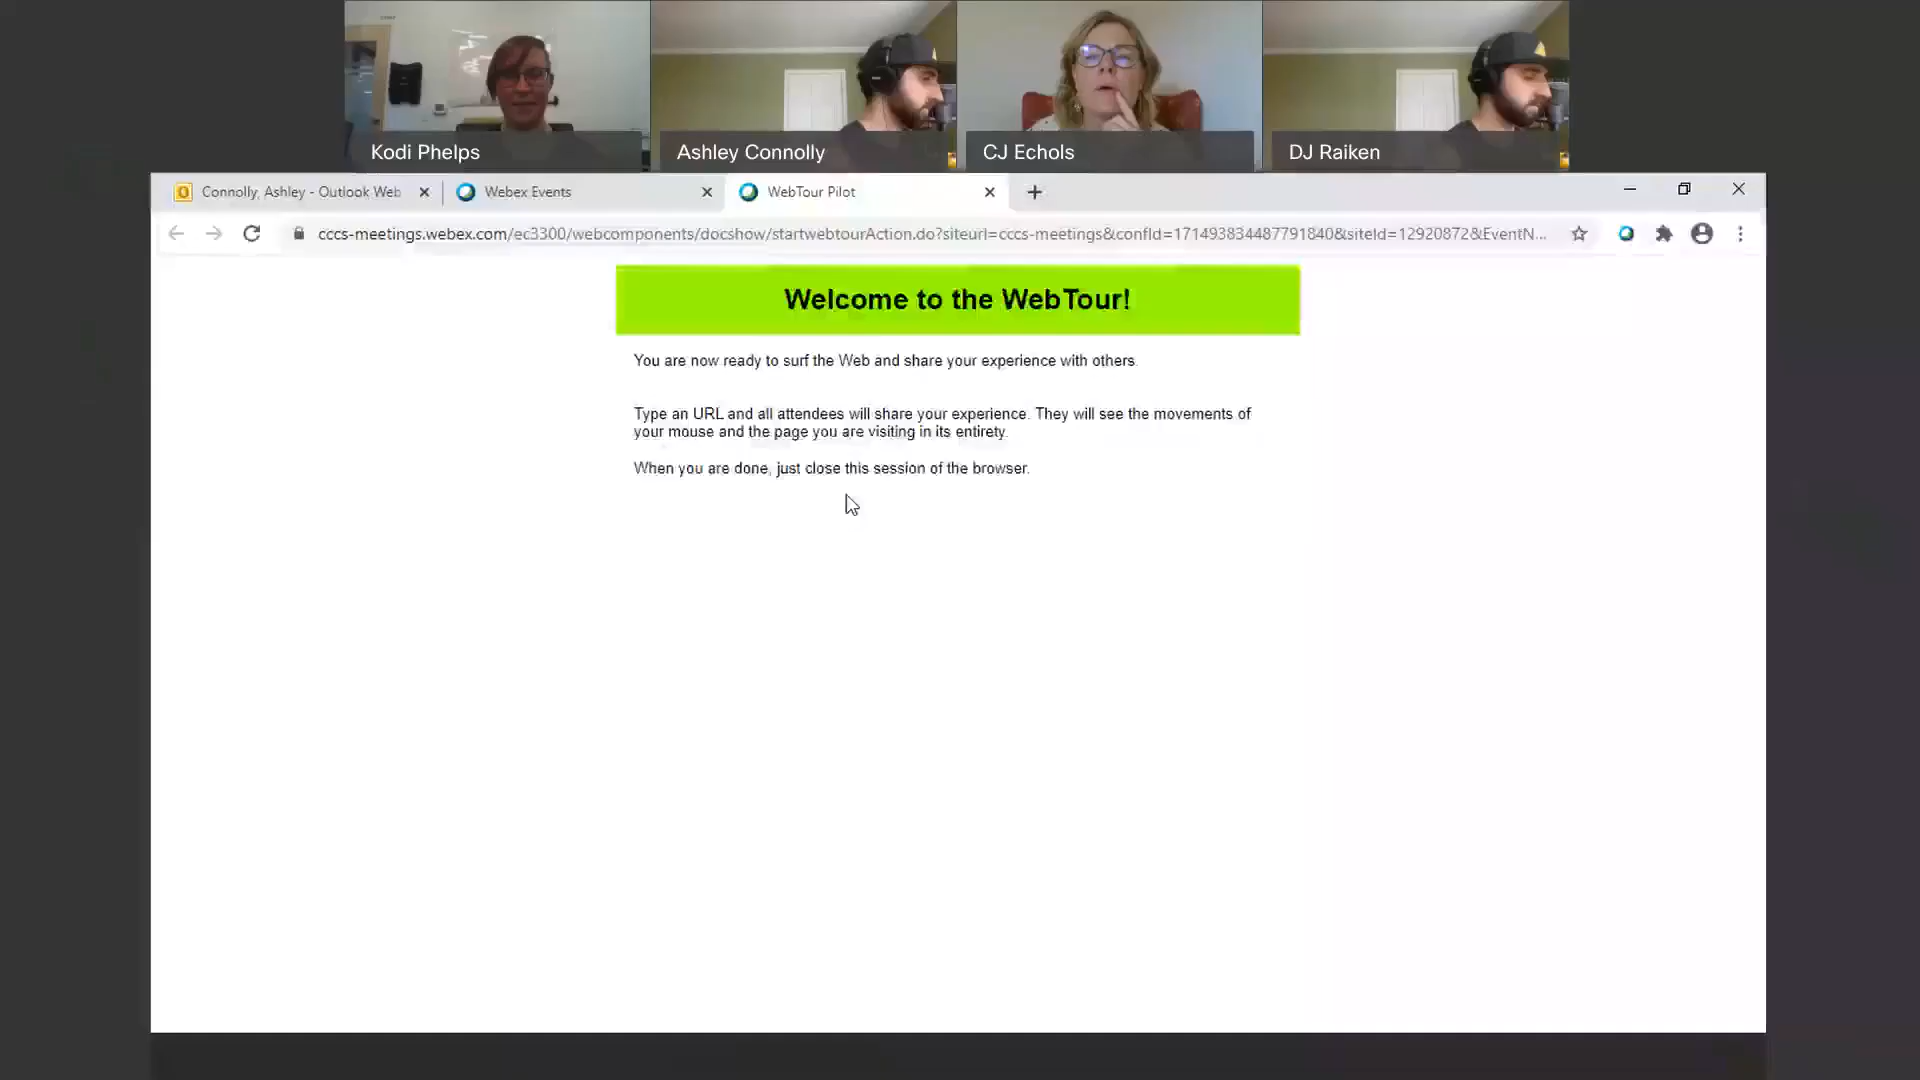 Kodi Phelps
Ashley Connolly
CJ Echols
DJ Raiken
Connolly, Ashley - Outlook Web
Webex Events
WebTour Pilot
cccs-meetings.webex.com/ec3300/webcomponents/docshow/startwebtourAction.do?siteurl=cccs-meetings&confId=171493834487791840&siteId=12920872&EventN...
Welcome to the WebTour!
You are now ready to surf the Web and share your experience with others.
Type an URL and all attendees will share your experience. They will see the movements of
your mouse and the page you are visiting in its entirety.
When you are done, just close this session of the browser.